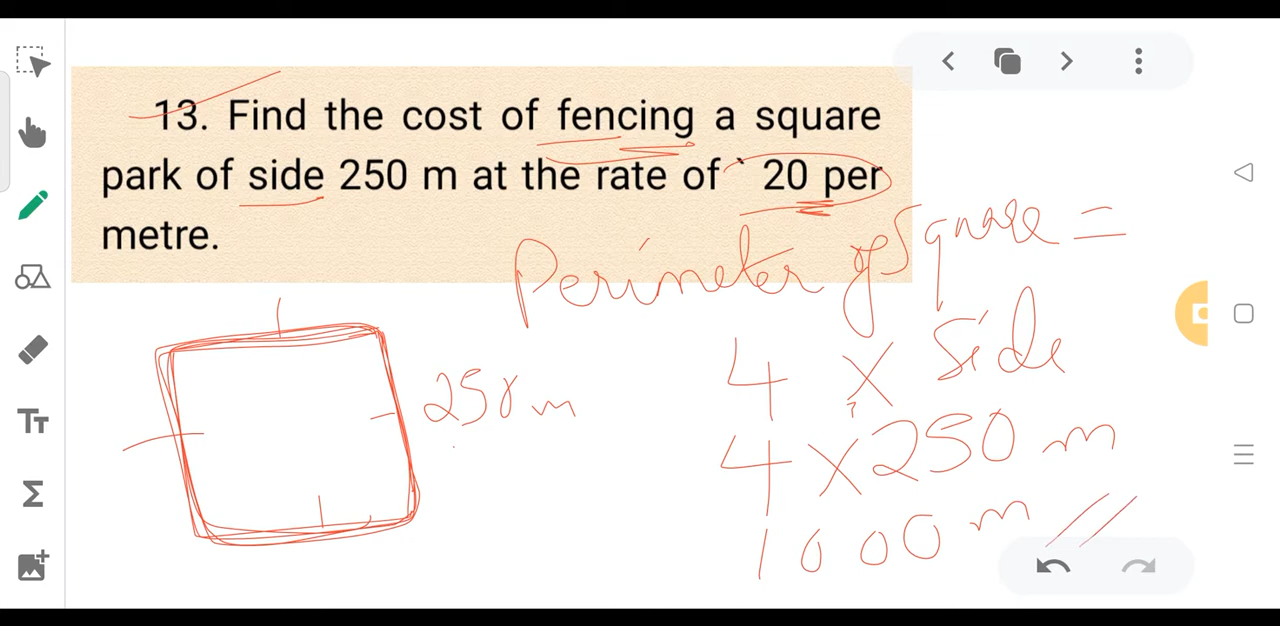 13. Find the cost of fencing a square
park of side 250 m at the rate of ` 20 per
metre.
Perimeter of Square =
4 × side
250 m
4 × 250 m
1000 m
TT
Σ